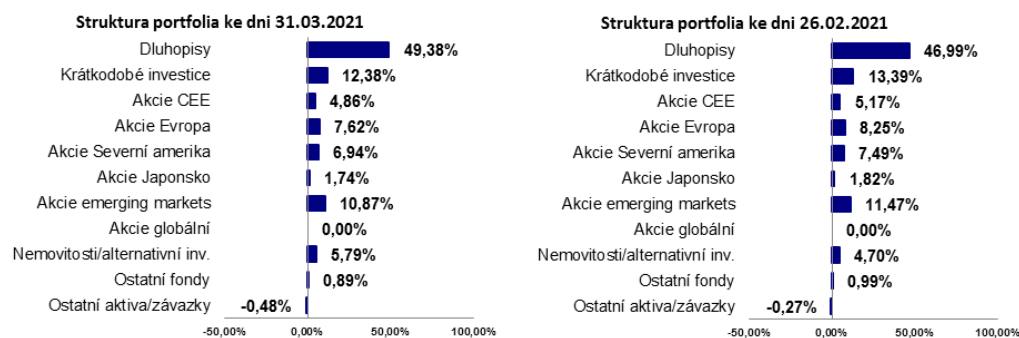 Struktura portfolia ke dni 31.03.2021
Dluhopisy 49,38%
Krátkodobé investice 12,38%
Akcie CEE 4,86%
Akcie Evropa 7,62%
Akcie Severní amerika 6,94%
Akcie Japonsko 1,74%
Akcie emerging markets 10,87%
Akcie globální 0,00%
Nemovitosti/alternativní inv. 5,79%
Ostatní fondy 0,89%
Ostatní aktiva/závazky -0,48%
-50,00% 0,00% 50,00% 100,00%
Struktura portfolia ke dni 26.02.2021
Dluhopisy 46,99%
Krátkodobé investice 13,39%
Akcie CEE 5,17%
Akcie Evropa 8,25%
Akcie Severní amerika 7,49%
Akcie Japonsko 1,82%
Akcie emerging markets 11,47%
Akcie globální 0,00%
Nemovitosti/alternativní inv. 4,70%
Ostatní fondy 0,99%
Ostatní aktiva/závazky -0,27%
-50,00% 0,00% 50,00% 100,00%